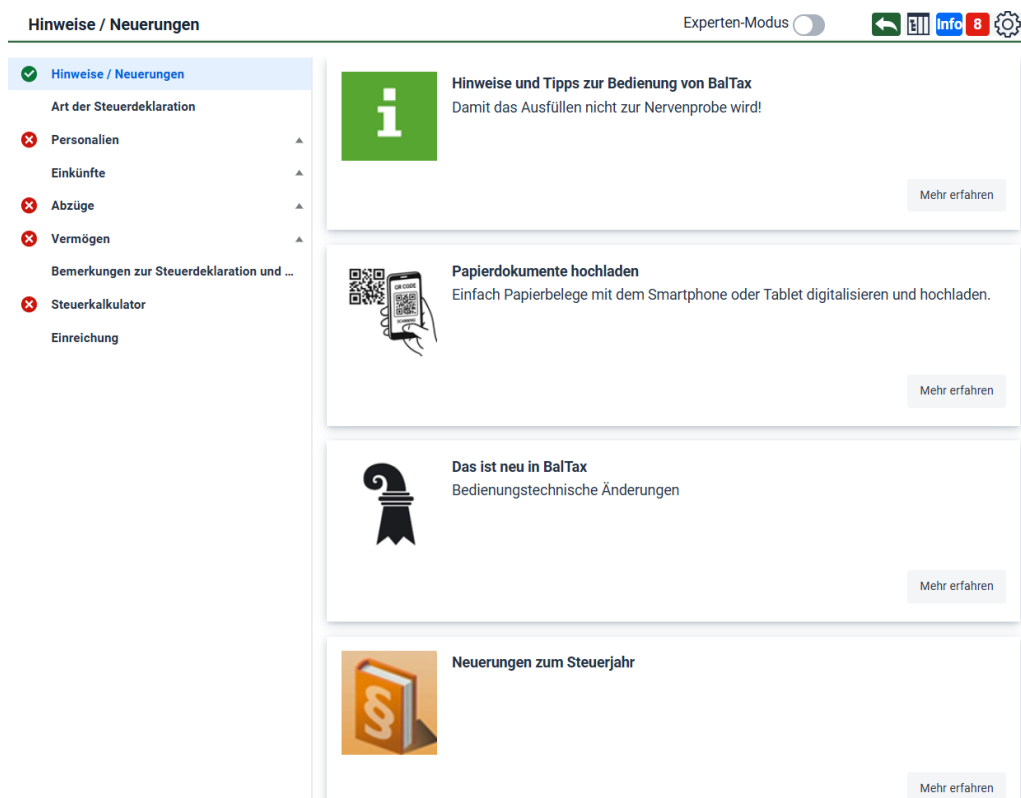 Hinweise / Neuerungen
Experten-Modus
Info
8
Hinweise / Neuerungen
Art der Steuerdeklaration
Personalien
Einkünfte
Abzüge
Vermögen
Bemerkungen zur Steuerdeklaration und ...
Steuerkalkulator
Einreichung
Hinweise und Tipps zur Bedienung von BalTax
Damit das Ausfüllen nicht zur Nervenprobe wird!
Mehr erfahren
QR CODE
SCANNING
Papierdokumente hochladen
Einfach Papierbelege mit dem Smartphone oder Tablet digitalisieren und hochladen.
Mehr erfahren
Das ist neu in BalTax
Bedienungstechnische Änderungen
Mehr erfahren
§
Neuerungen zum Steuerjahr
Mehr erfahren